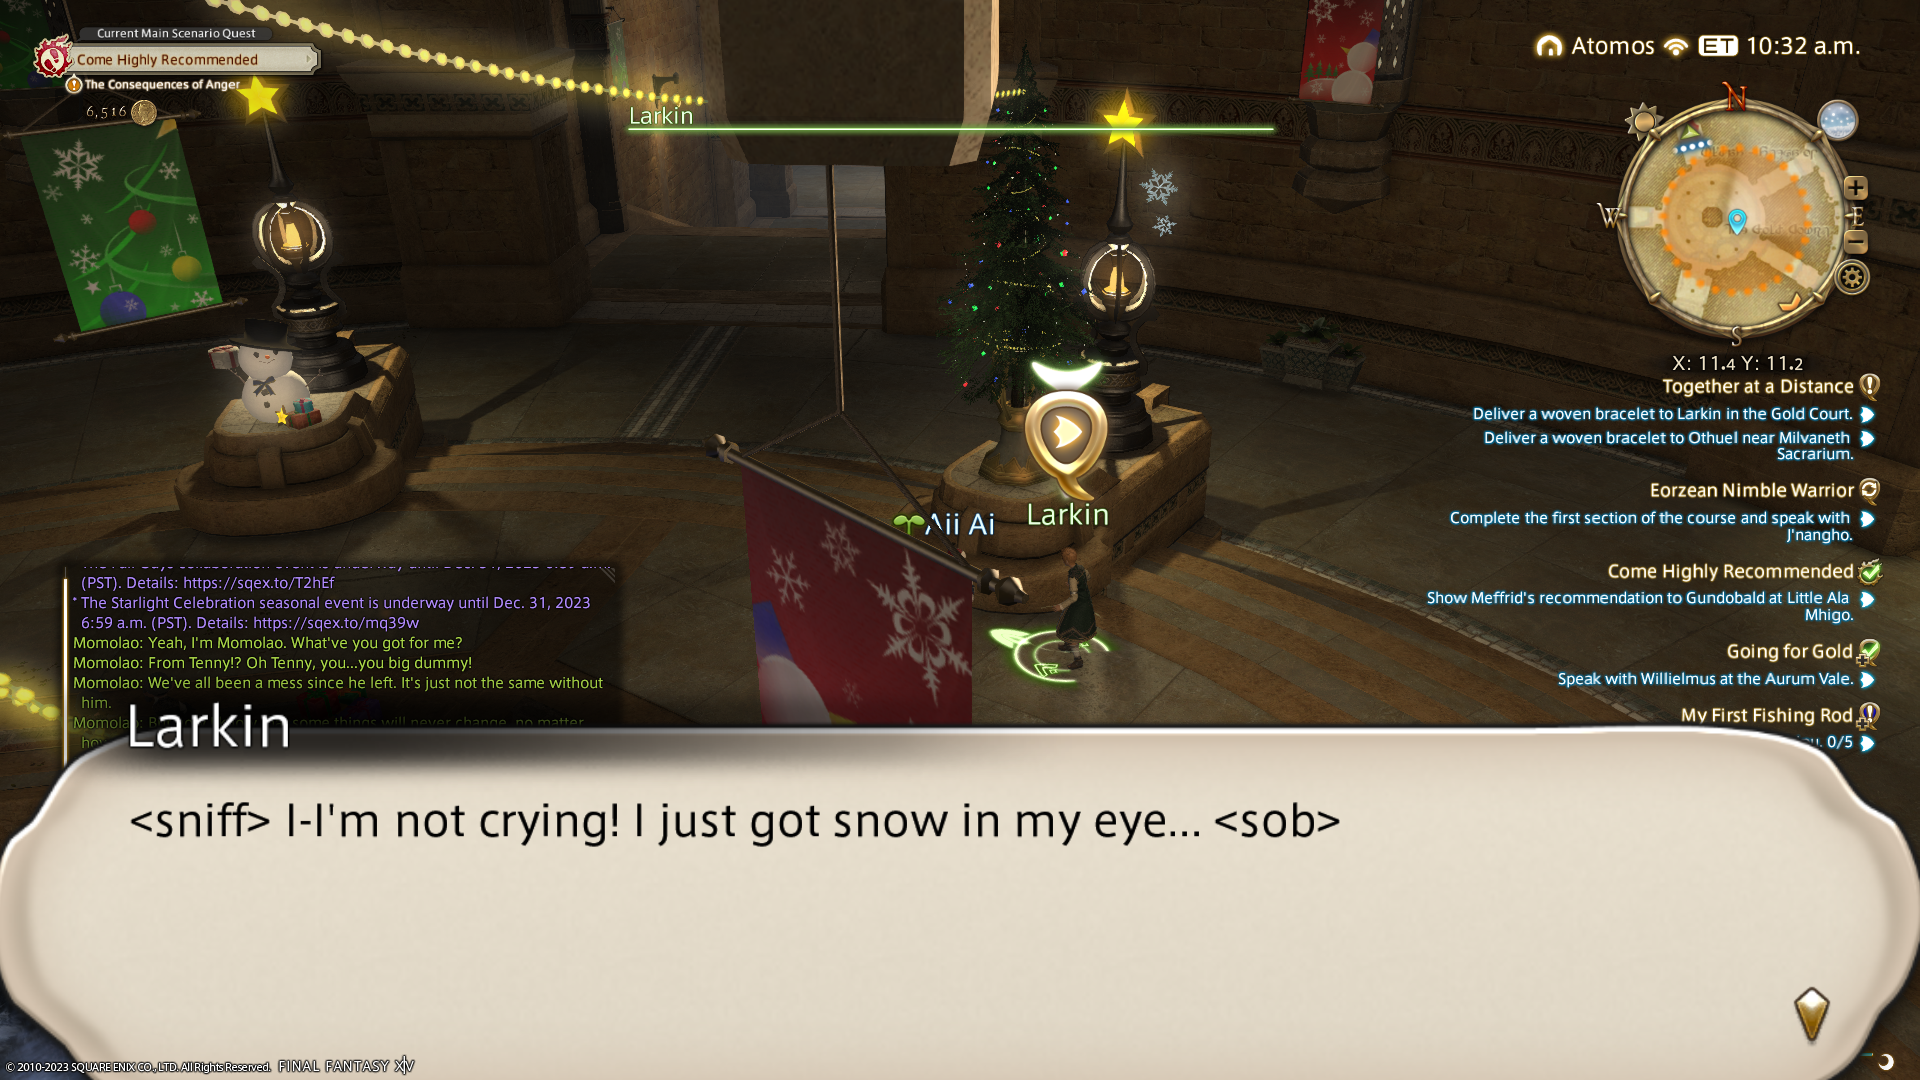 Current Main Scenario Quest
Come Highly Recommended
The Consequences of Anger
6,516
Larkin
Atomos ET 10:32 a.m.
N
W
E
S
X: 11.4 Y: 11.2
Together at a Distance
Deliver a woven bracelet to Larkin in the Gold Court.
Deliver a woven bracelet to Othuel near Milvaneth
Sacrarium.
Eorzean Nimble Warrior
Complete the first section of the course and speak with
J'nangho.
Come Highly Recommended
Show Meffrid's recommendation to Gundobald at Little Ala
Mhigo.
Going for Gold
Speak with Willielmus at the Aurum Vale.
My First Fishing Rod
0/5
Aii Ai
Larkin
(PST). Details: https://sqex.to/T2hEf
The Starlight Celebration seasonal event is underway until Dec. 31, 2023
6:59 a.m. (PST). Details: https://sqex.to/mq39w
Momolao: Yeah, I'm Momolao. What've you got for me?
Momolao: From Tenny!? Oh Tenny, you...you big dummy!
Momolao: We've all been a mess since he left. It's just not the same without
him.
some things will never change, no matter
Larkin
<sniff> I-I'm not crying! I just got snow in my eye... <sob>
© 2010-2023 SQUARE ENIX CO., LTD. All Rights Reserved. FINAL FANTASY XIV